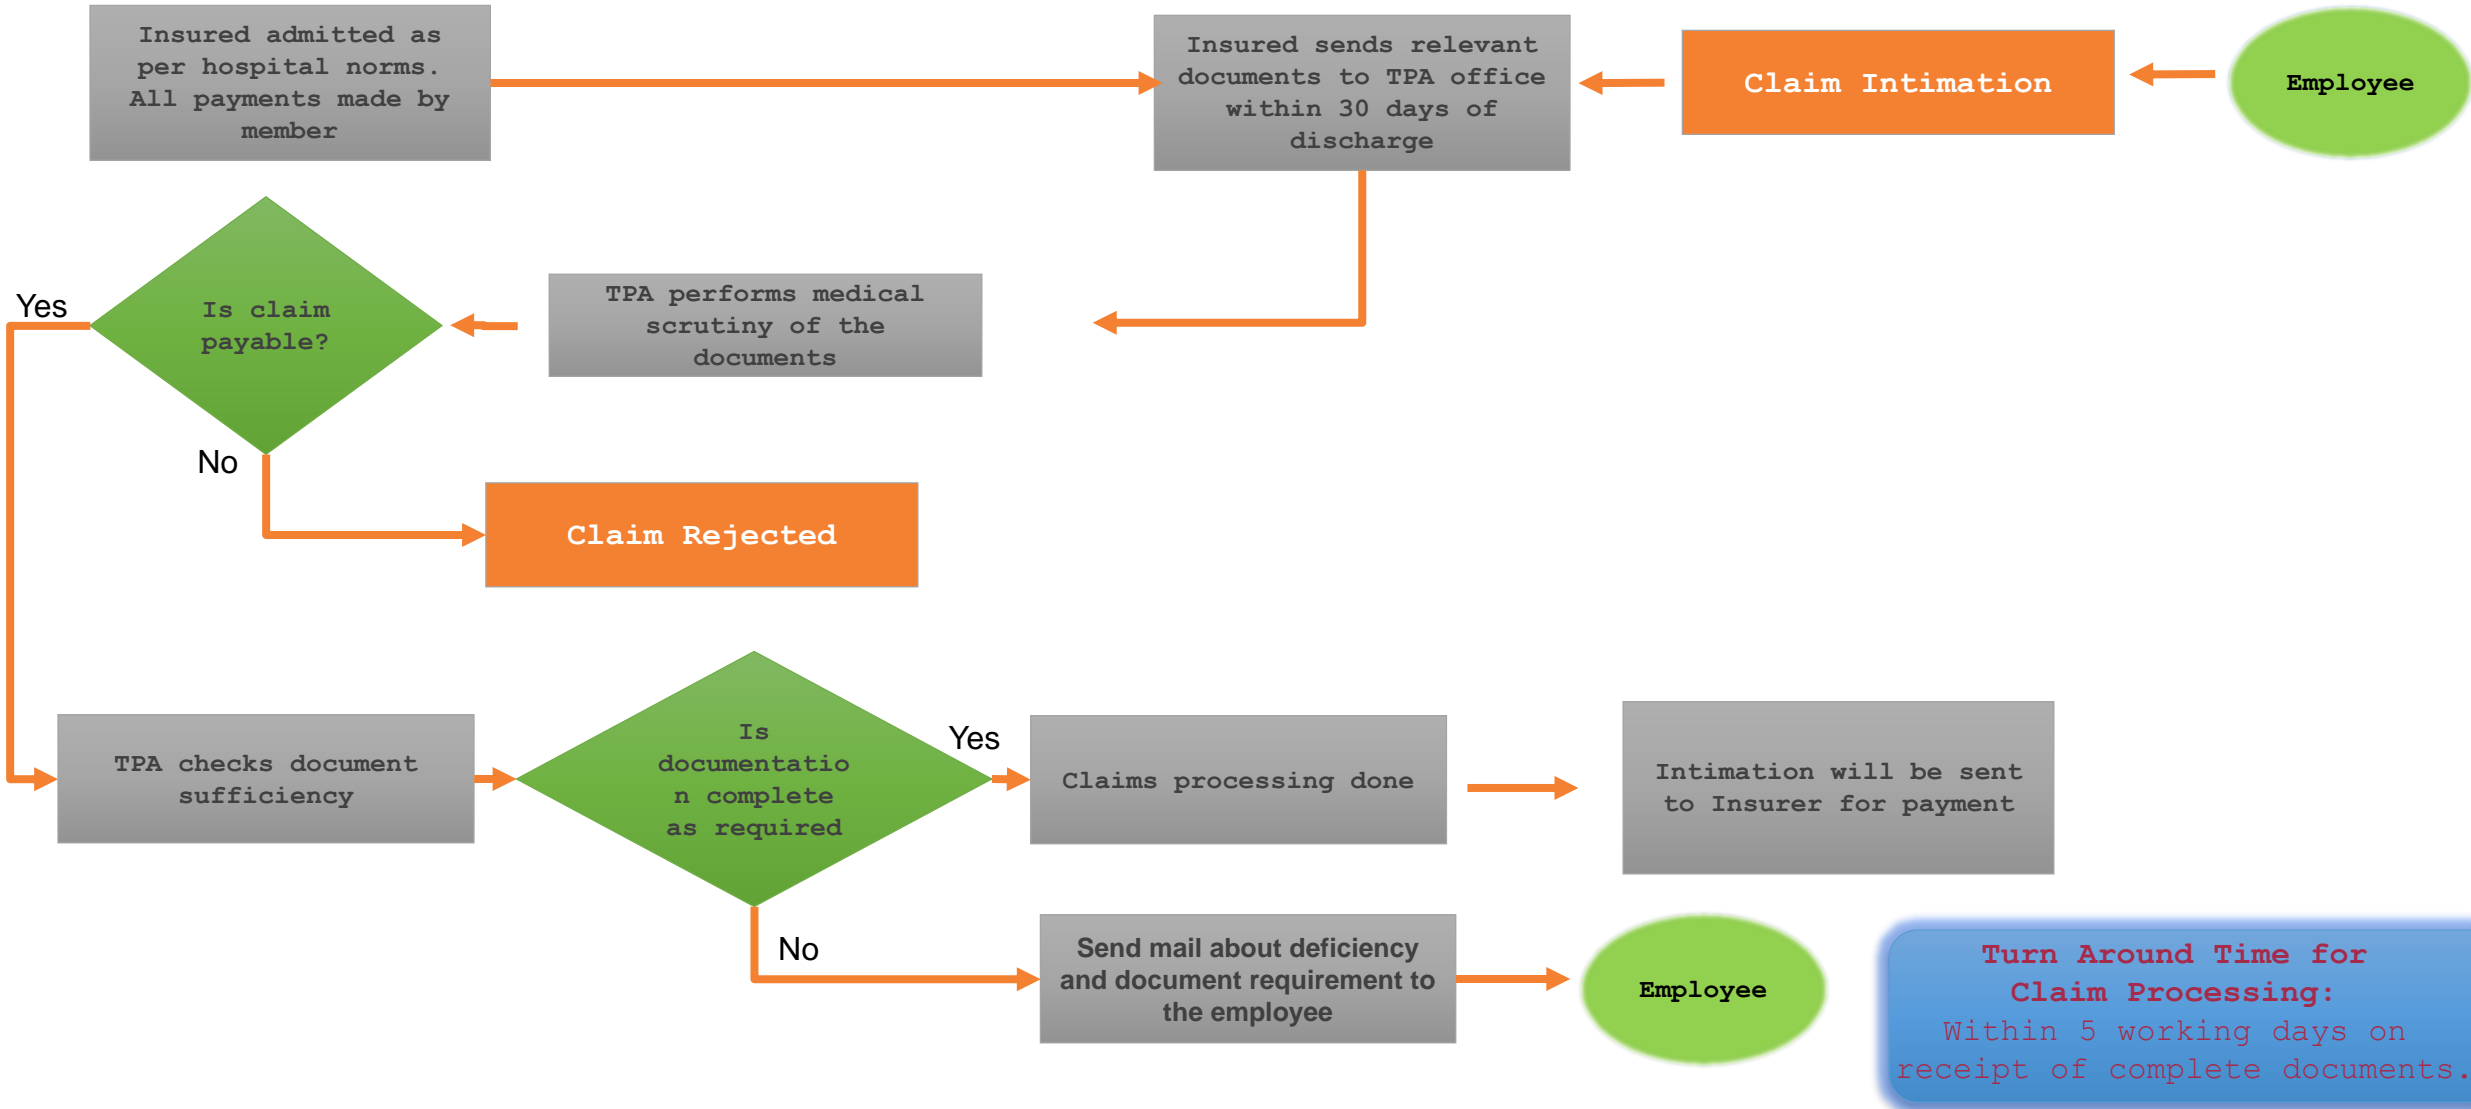 Insured admitted as
per hospital norms.
All payments made by
member
Insured sends relevant
documents to TPA office
within 30 days of
discharge
Claim Intimation
Employee
Yes
Is claim
payable?
TPA performs medical
scrutiny of the
documents
No
Claim Rejected
TPA checks document
sufficiency
Is
documentatio
n complete
as required
Yes
Claims processing done
Intimation will be sent
to Insurer for payment
No
Send mail about deficiency
and document requirement to
the employee
Employee
Turn Around Time for
Claim Processing:
Within 5 working days on
receipt of complete documents.